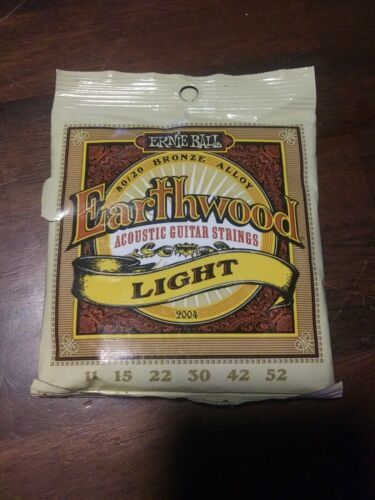 ERNIE BALL
80/20 BRONZE ALLOY
Earthwood
ACOUSTIC GUITAR STRINGS
LIGHT
2004
11 15 22 30 42 52